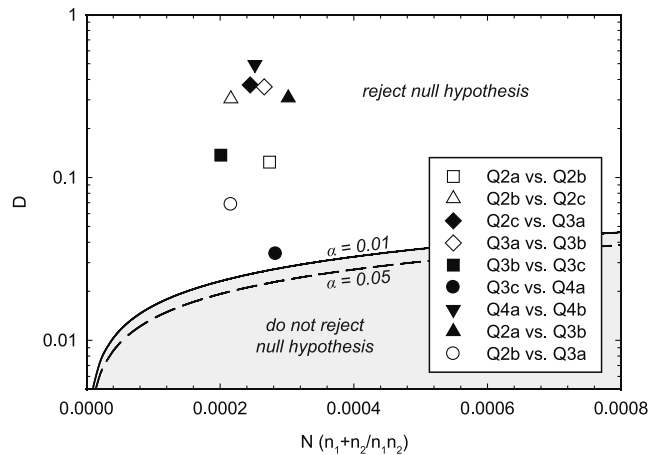 1
reject null hypothesis
0.1
D
α = 0.01
α = 0.05
0.01
do not reject
null hypothesis
Q2a vs. Q2b
Q2b vs. Q2c
Q2c vs. Q3a
Q3a vs. Q3b
Q3b vs. Q3c
Q3c vs. Q4a
Q4a vs. Q4b
Q2a vs. Q3b
Q2b vs. Q3a
0.0000 0.0002 0.0004 0.0006 0.0008
N (n₁+n₂/n₁n₂)